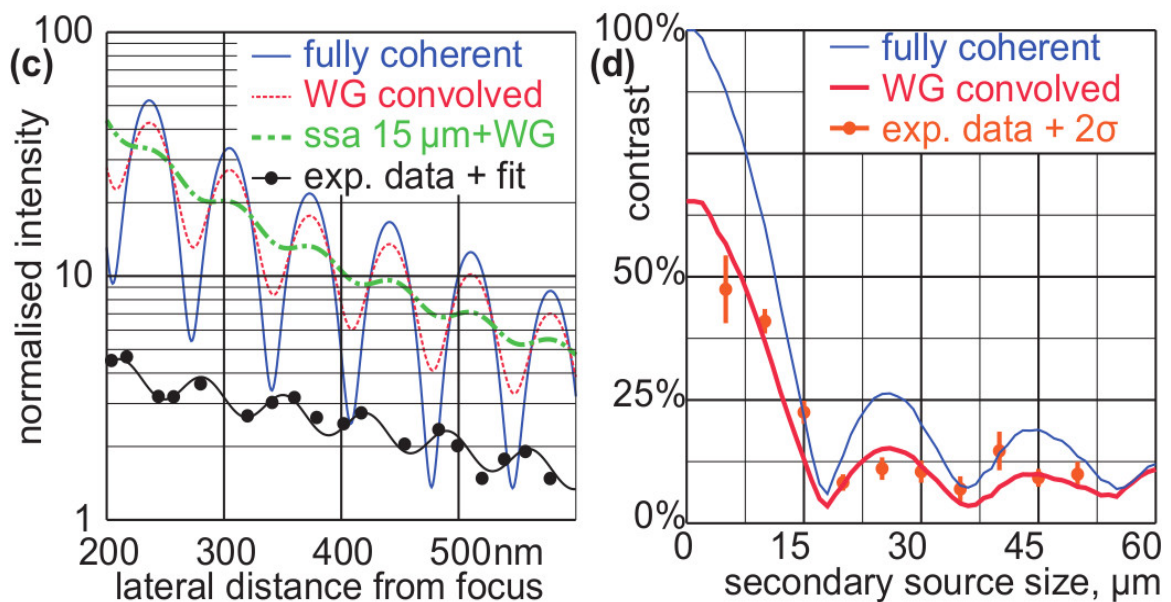 (c)
normalised intensity
100
10
1
fully coherent
WG convolved
ssa 15 µm+WG
exp. data + fit
200 300 400 500nm
lateral distance from focus
(d)
contrast
100%
50%
25%
0%
fully coherent
WG convolved
exp. data + 2σ
0 15 30 45 60
secondary source size, µm